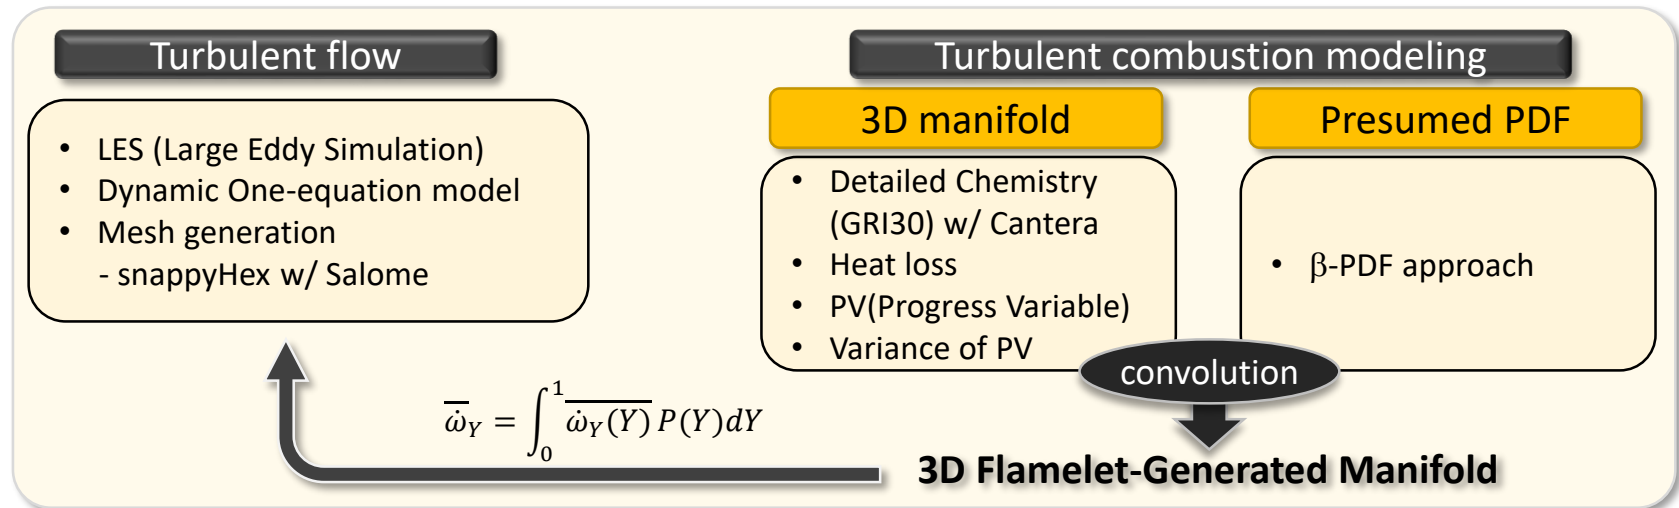 Turbulent flow
• LES (Large Eddy Simulation)
• Dynamic One-equation model
• Mesh generation
- snappyHex w/ Salome
Turbulent combustion modeling
3D manifold
• Detailed Chemistry
(GRI30) w/ Cantera
• Heat loss
• PV(Progress Variable)
• Variance of PV
Presumed PDF
• β-PDF approach
convolution
3D Flamelet-Generated Manifold
$\overline{\dot{\omega}}_Y = \int_0^1 \overline{\dot{\omega}_Y(Y)} P(Y)dY$